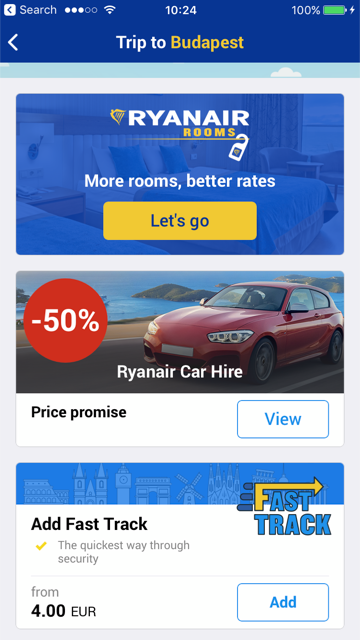 Search 10:24 100%
Trip to Budapest
RYANAIR
ROOMS
More rooms, better rates
Let's go
-50%
Ryanair Car Hire
Price promise
View
FAST
TRACK
Add Fast Track
The quickest way through
security
from
4.00 EUR
Add